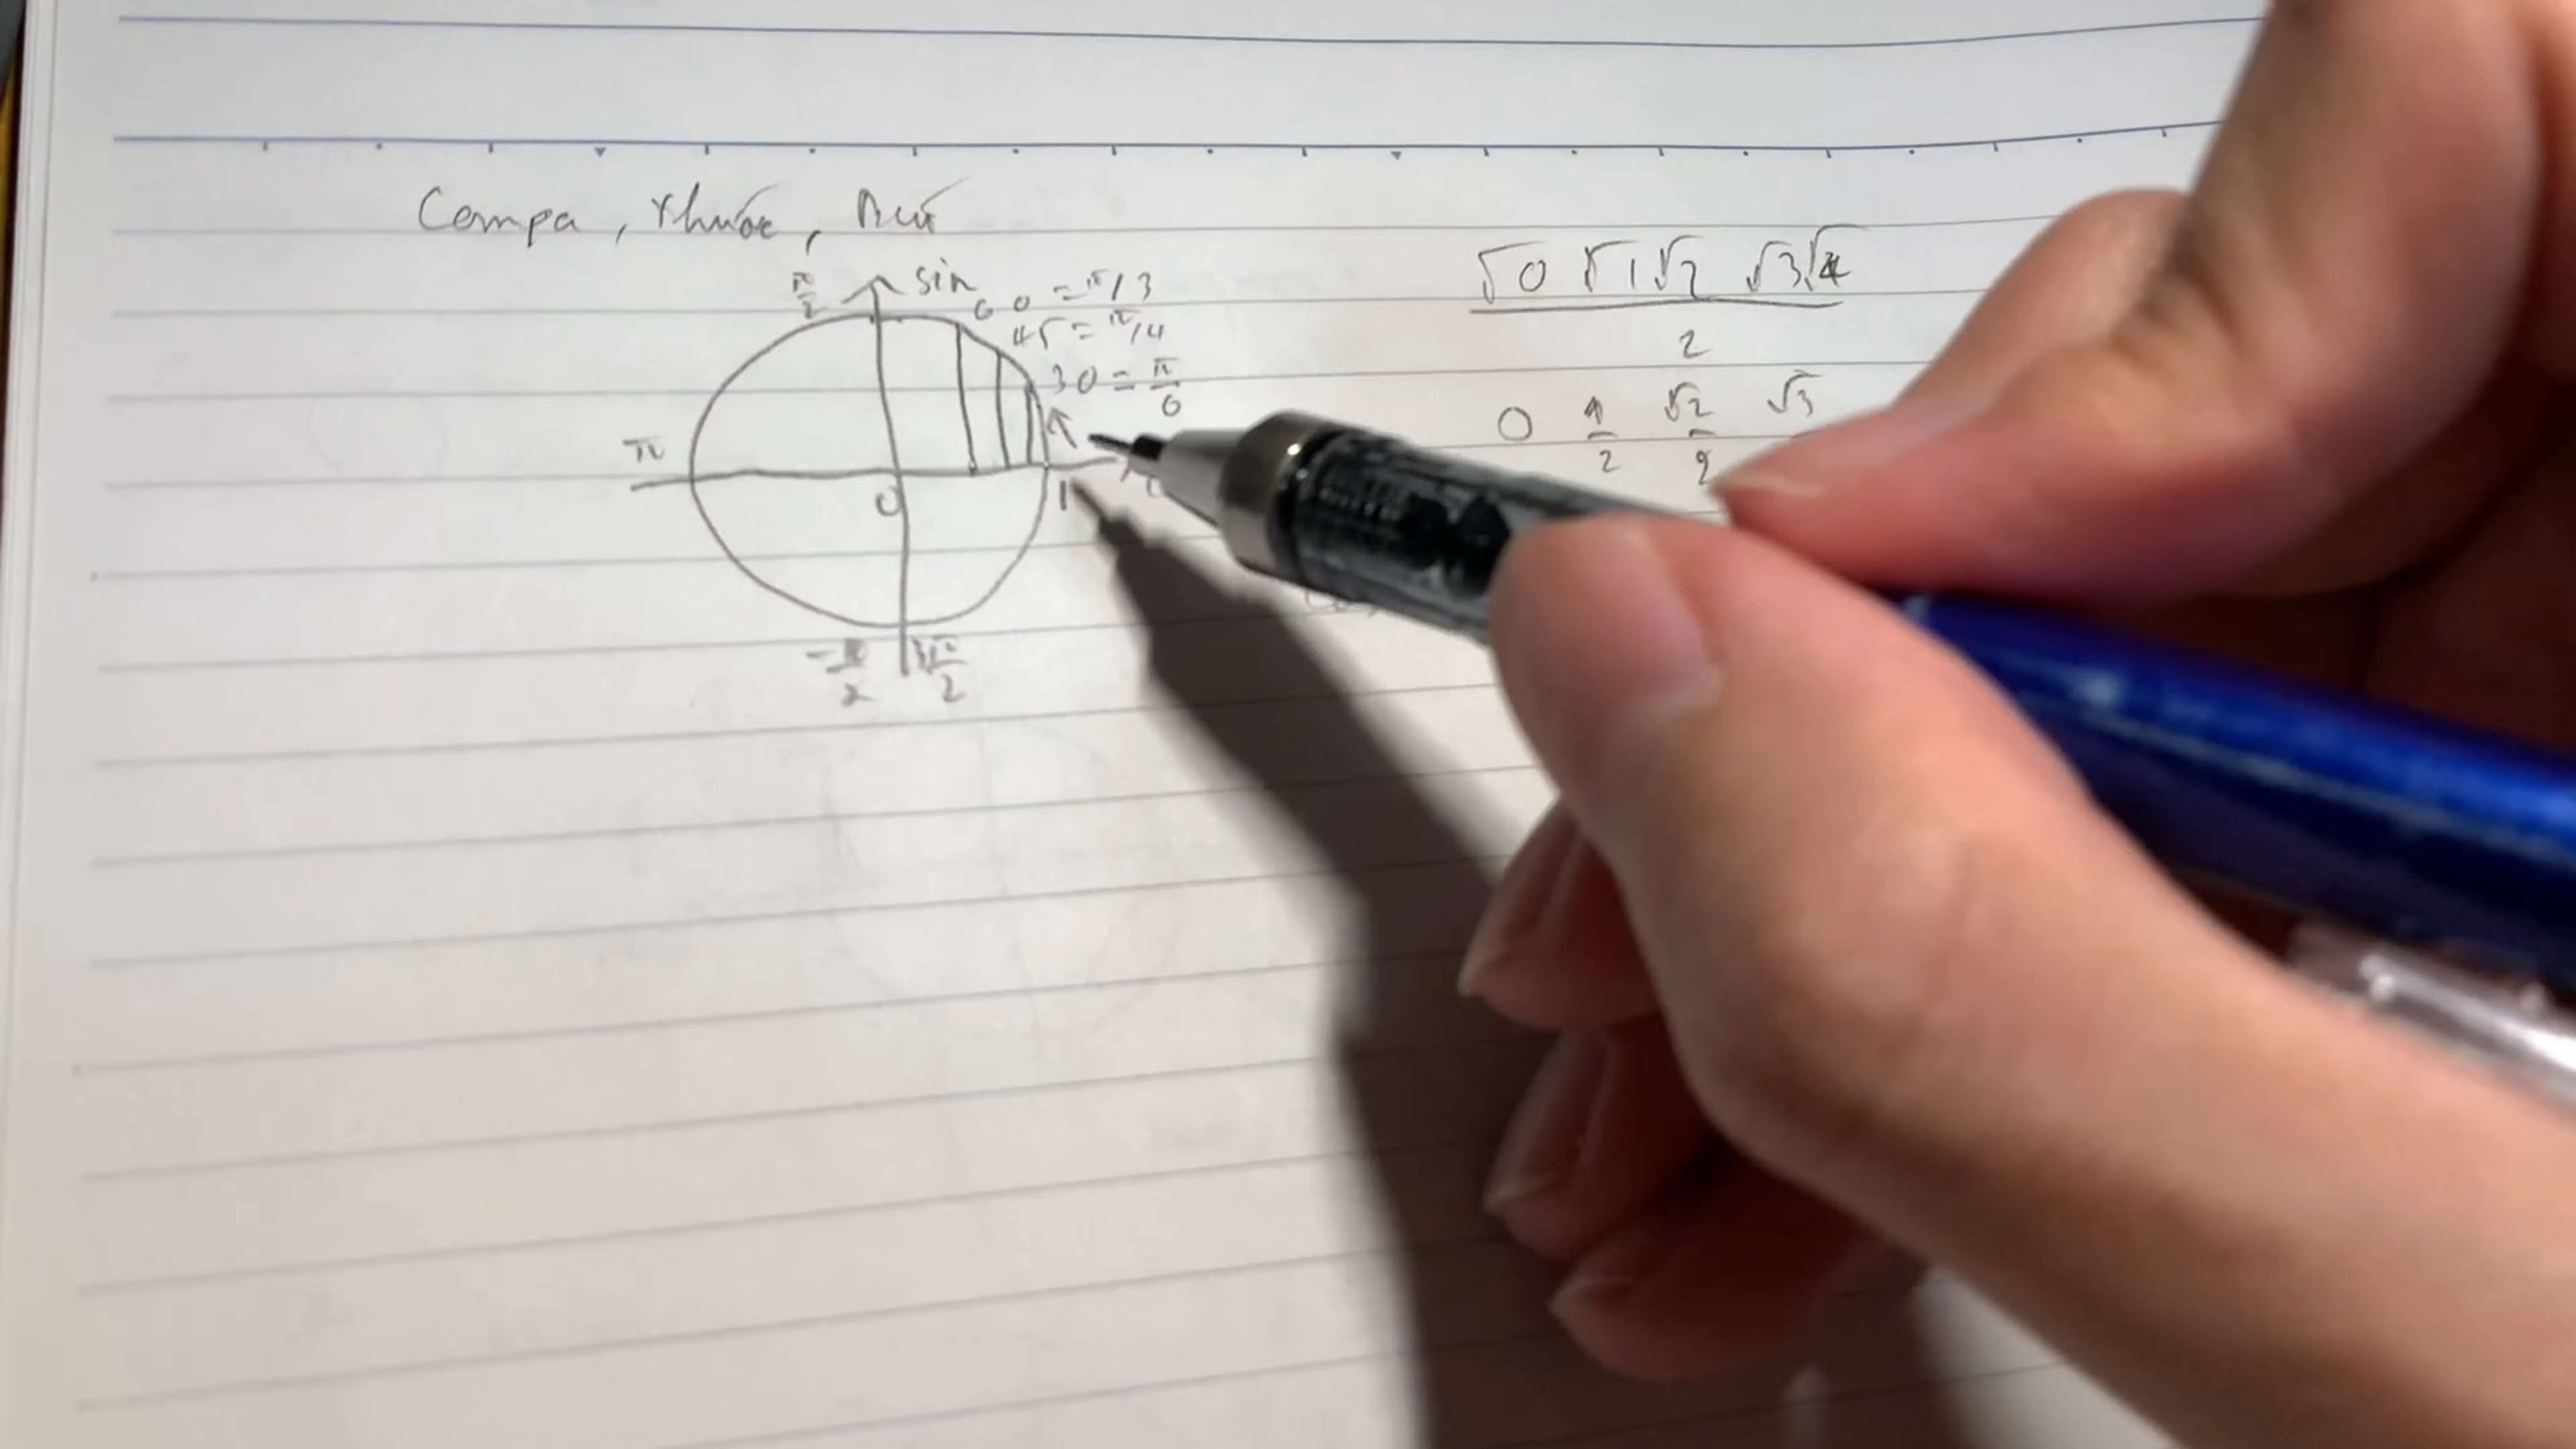 Compa, Thước, Bút
π/2 sin
60 = π/3
45 = π/4
30 = π/6
π
0 1
-π/2 3π/2
√0 √1 √2 √3 √4
2
0 1/2 √2/2 √3